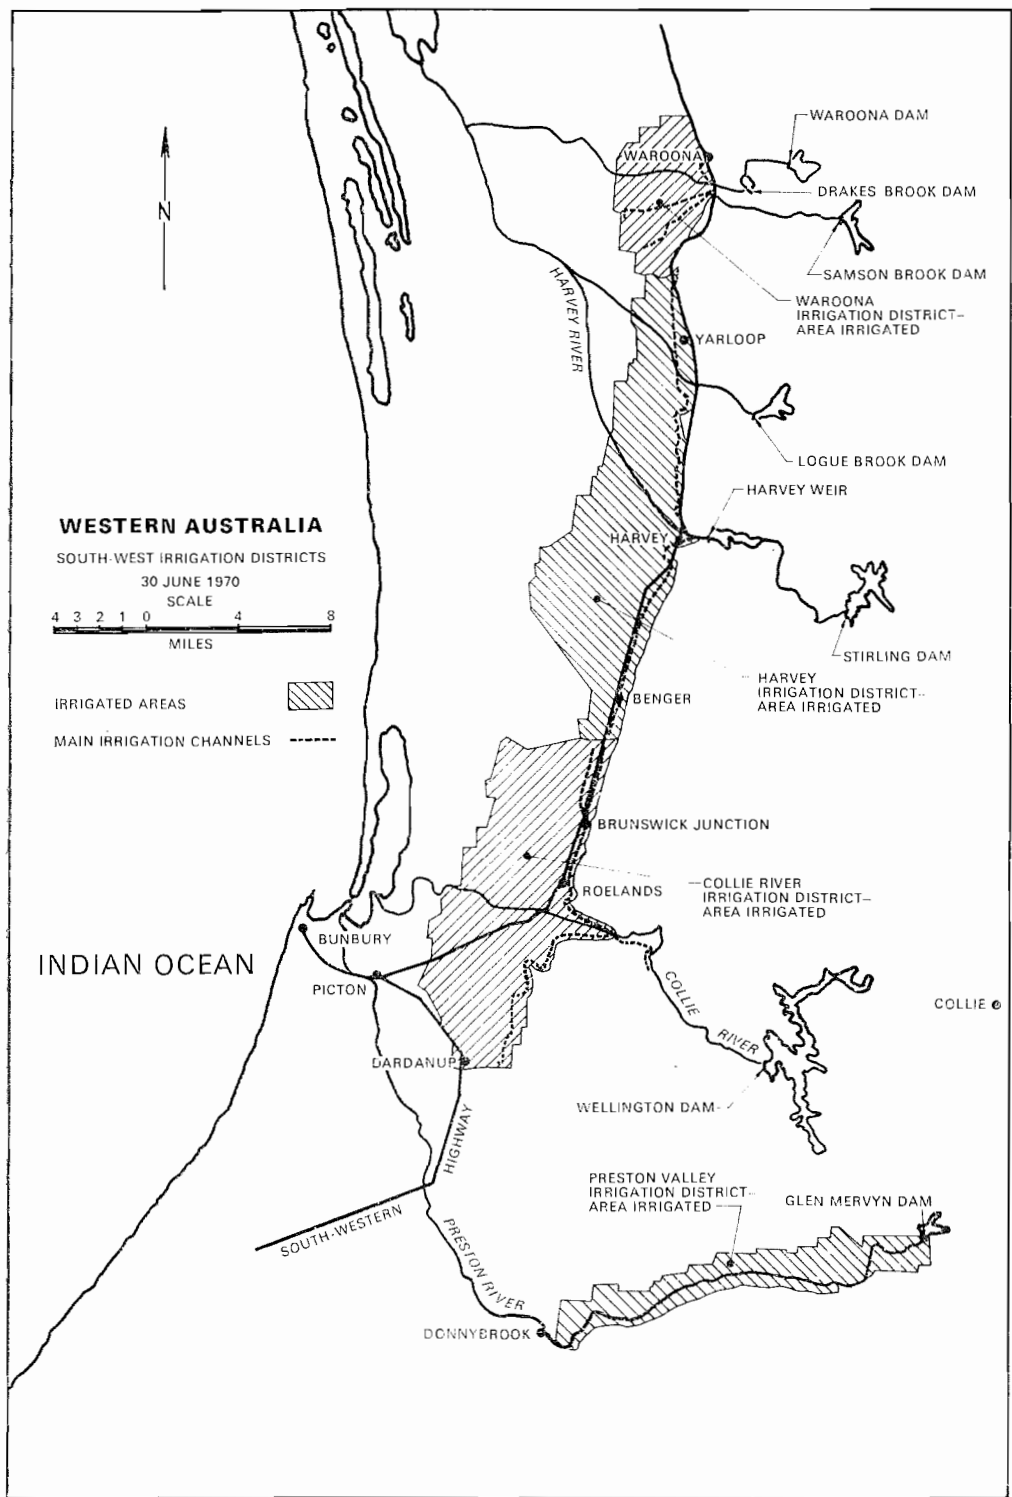 WAROONA DAM
WAROONA
DRAKES BROOK DAM
N
SAMSON BROOK DAM
WAROONA
IRRIGATION DISTRICT–
AREA IRRIGATED
HARVEY RIVER
YARLOOP
LOGUE BROOK DAM
HARVEY WEIR
WESTERN AUSTRALIA
SOUTH-WEST IRRIGATION DISTRICTS
30 JUNE 1970
SCALE
4 3 2 1 0 4 8
MILES
HARVEY
STIRLING DAM
HARVEY
IRRIGATION DISTRICT–
AREA IRRIGATED
IRRIGATED AREAS
BENGER
MAIN IRRIGATION CHANNELS
BRUNSWICK JUNCTION
ROELANDS
COLLIE RIVER
IRRIGATION DISTRICT–
AREA IRRIGATED
BUNBURY
INDIAN OCEAN
PICTON
COLLIE RIVER
COLLIE
DARDANUP
WELLINGTON DAM
HIGHWAY
SOUTH-WESTERN
PRESTON VALLEY
IRRIGATION DISTRICT–
AREA IRRIGATED
GLEN MERVYN DAM
PRESTON RIVER
DONNYBROOK